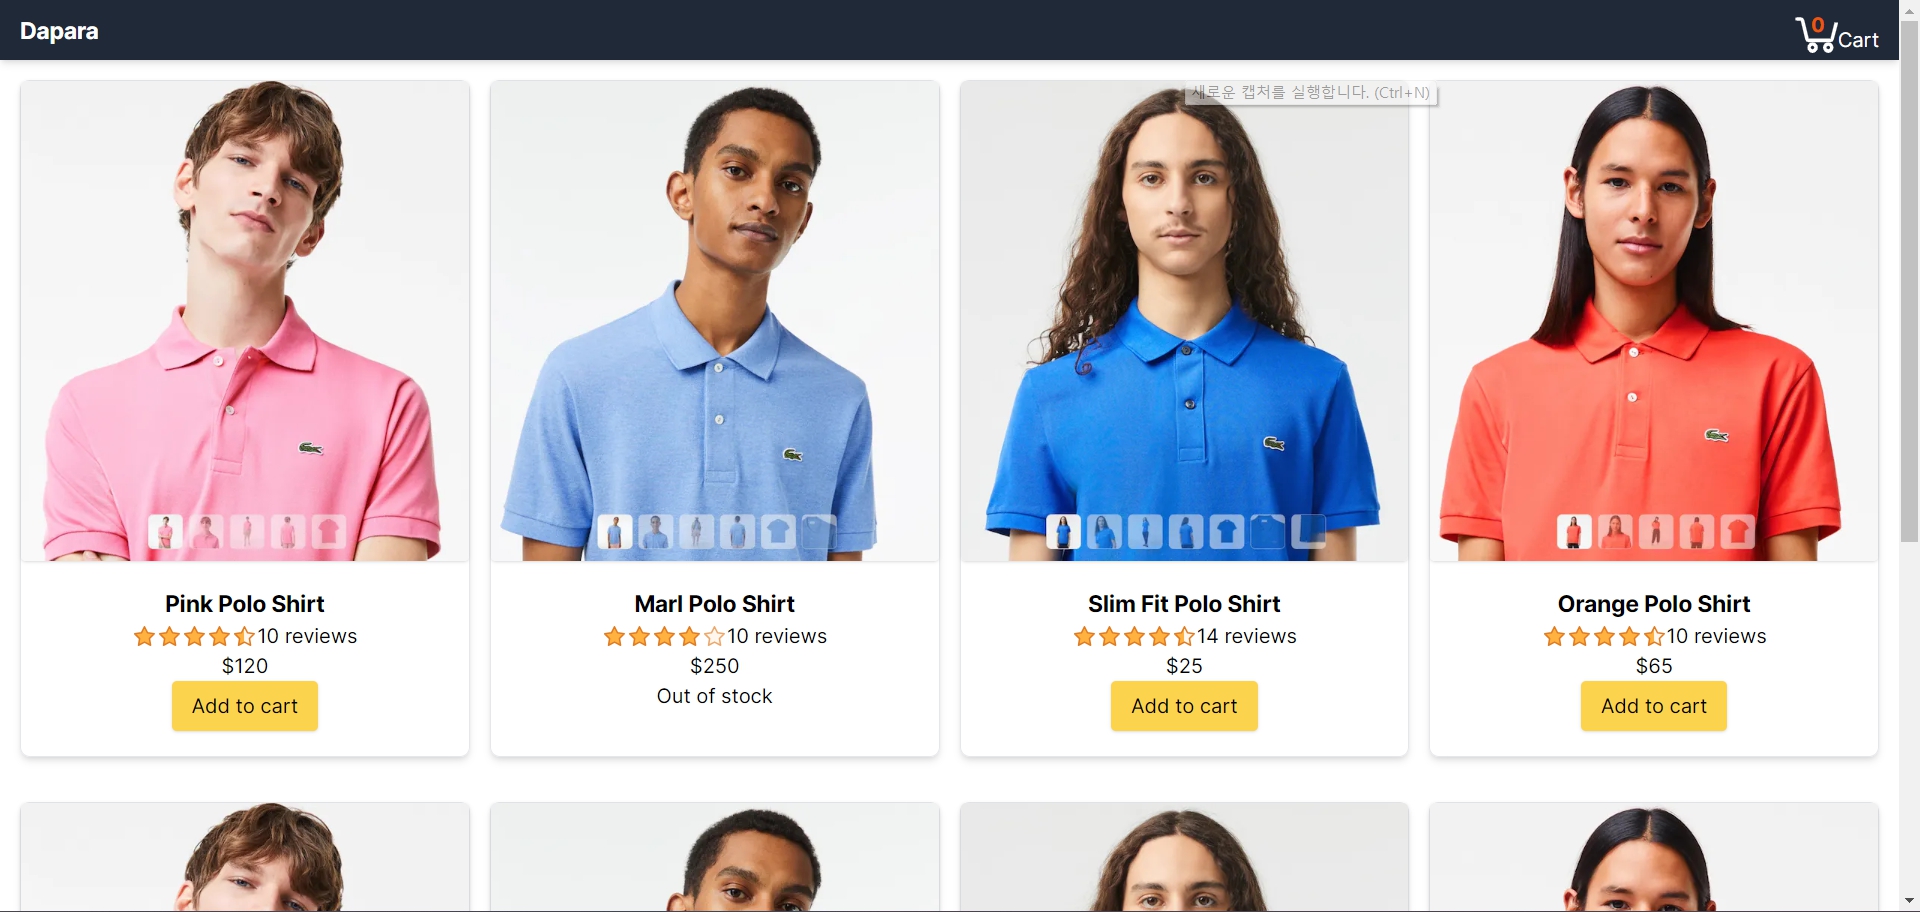 Dapara
0
Cart
새로운 캡처를 실행합니다. (Ctrl+N)
Pink Polo Shirt
10 reviews
$120
Add to cart
Marl Polo Shirt
10 reviews
$250
Out of stock
Slim Fit Polo Shirt
14 reviews
$25
Add to cart
Orange Polo Shirt
10 reviews
$65
Add to cart